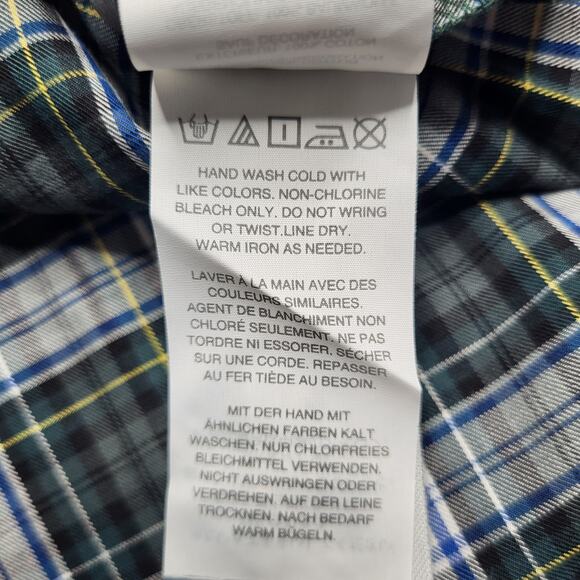 SAUF DÉCORATION
HAND WASH COLD WITH
LIKE COLORS. NON-CHLORINE
BLEACH ONLY. DO NOT WRING
OR TWIST.LINE DRY.
WARM IRON AS NEEDED.
LAVER À LA MAIN AVEC DES
COULEURS SIMILAIRES.
AGENT DE BLANCHIMENT NON
CHLORÉ SEULEMENT. NE PAS
TORDRE NI ESSORER. SÉCHER
SUR UNE CORDE. REPASSER
AU FER TIÈDE AU BESOIN.
MIT DER HAND MIT
ÄHNLICHEN FARBEN KALT
WASCHEN. NUR CHLORFREIES
BLEICHMITTEL VERWENDEN.
NICHT AUSWRINGEN ODER
VERDREHEN. AUF DER LEINE
TROCKNEN. NACH BEDARF
WARM BÜGELN.